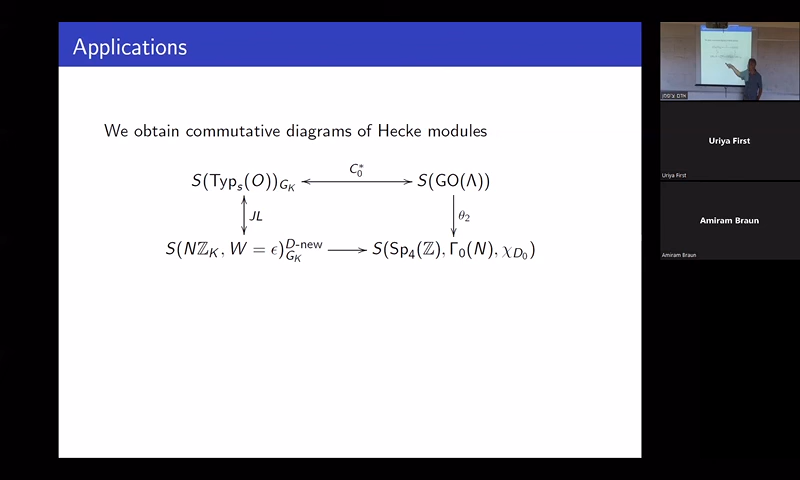 Applications
We obtain commutative diagrams of Hecke modules
S(Typ_s(O))_{G_K} C_0^* S(GO(Λ))
JL θ_2
S(Nℤ_K, W = ϵ)_{G_K}^{D-new} S(Sp_4(ℤ), Γ_0(N), χ_{D_0})
Uriya First
Uriya First
Amiram Braun
Amiram Braun